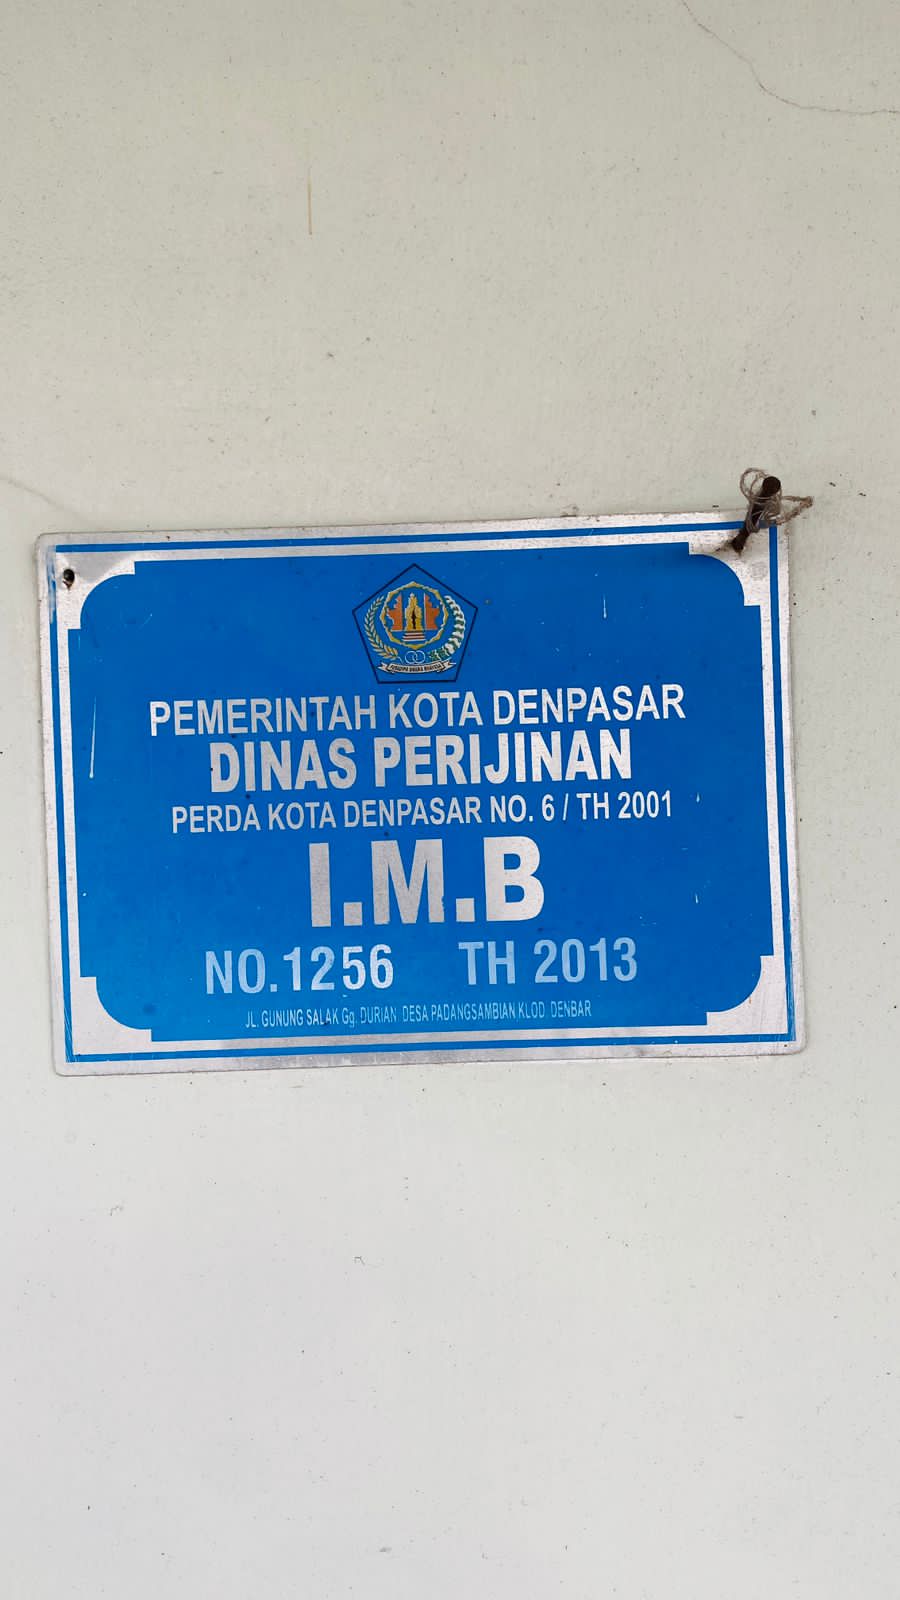 PEMERINTAH KOTA DENPASAR
DINAS PERIJINAN
PERDA KOTA DENPASAR NO. 6 / TH 2001
I.M.B
NO.1256 TH 2013
JL. GUNUNG SALAK Gg. DURIAN DESA PADANGSAMBIAN KLOD DENBAR